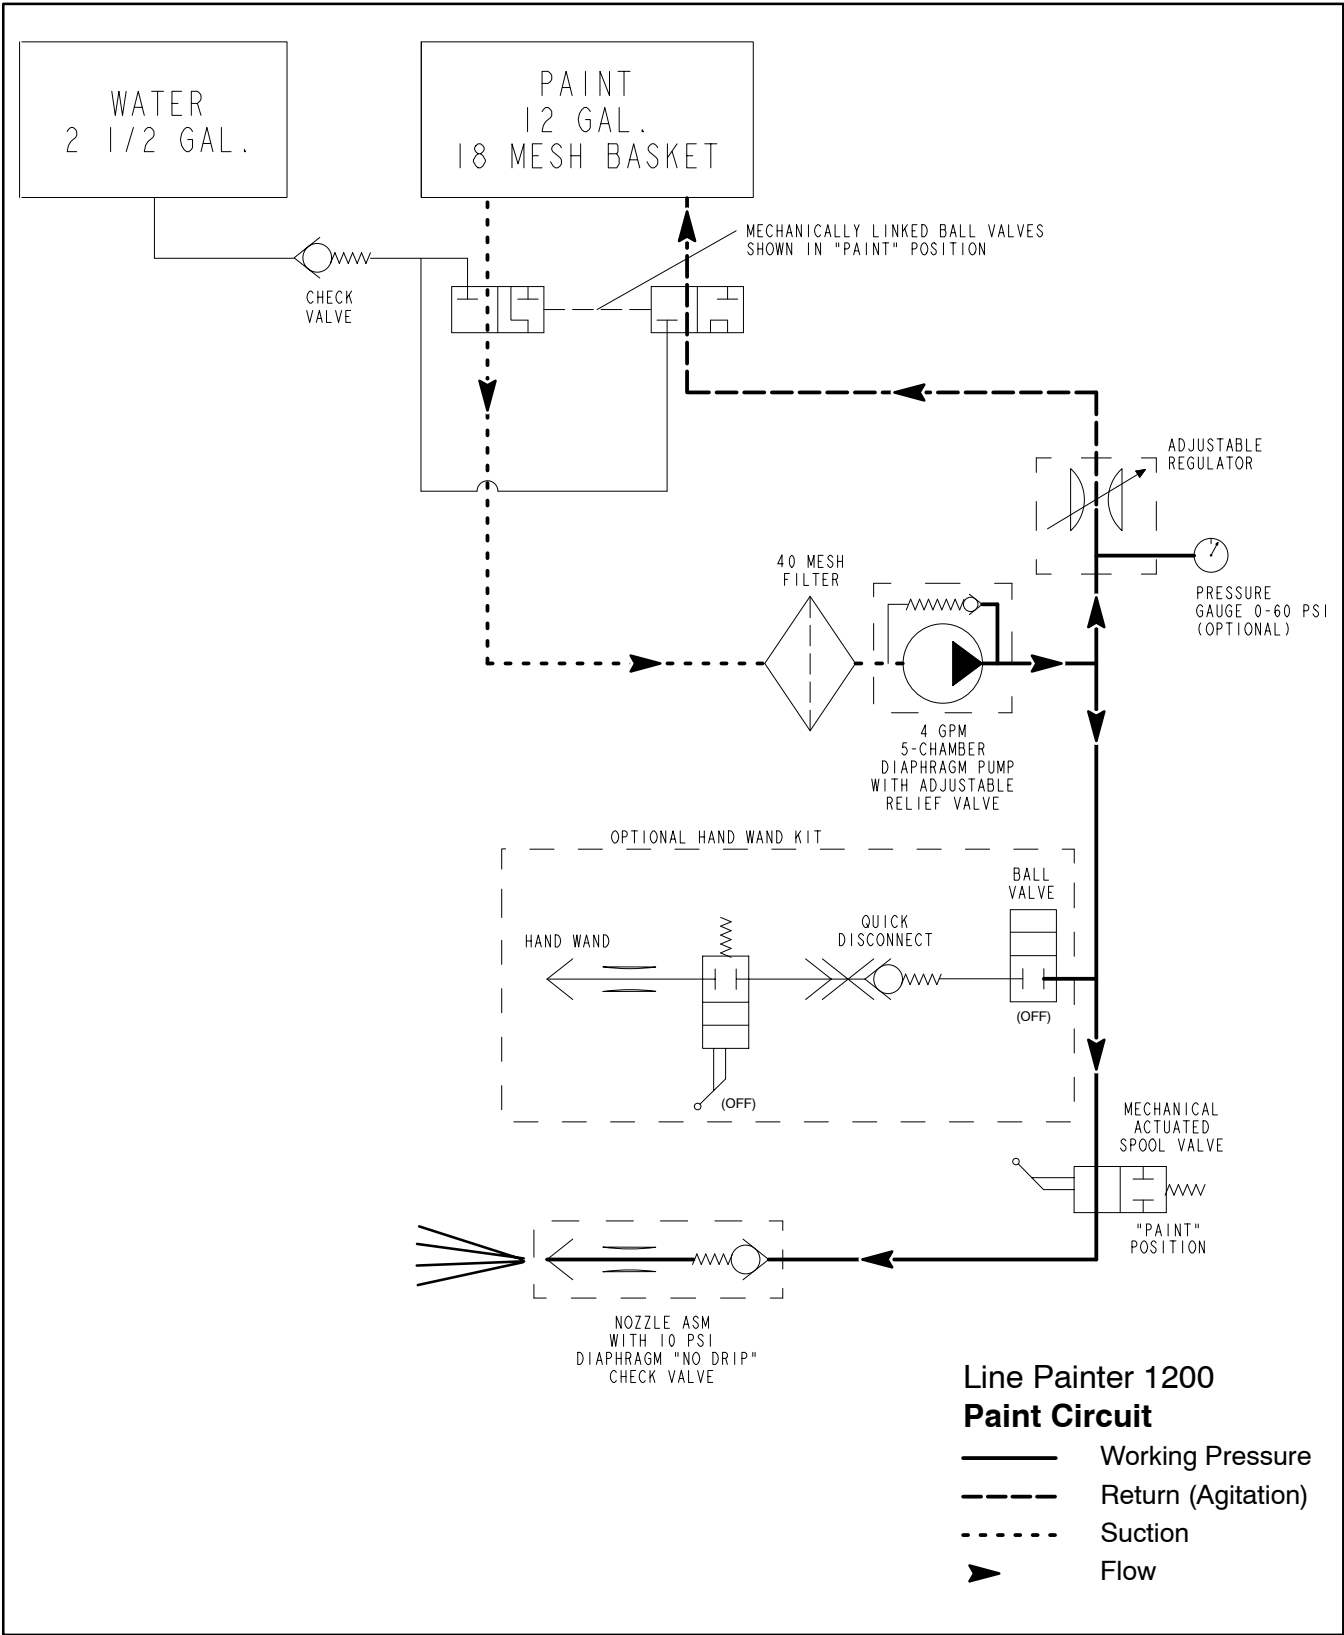 WATER
2 1/2 GAL.
PAINT
12 GAL.
18 MESH BASKET
MECHANICALLY LINKED BALL VALVES
SHOWN IN "PAINT" POSITION
CHECK
VALVE
ADJUSTABLE
REGULATOR
40 MESH
FILTER
PRESSURE
GAUGE 0-60 PSI
(OPTIONAL)
4 GPM
5-CHAMBER
DIAPHRAGM PUMP
WITH ADJUSTABLE
RELIEF VALVE
OPTIONAL HAND WAND KIT
BALL
VALVE
QUICK
DISCONNECT
HAND WAND
(OFF)
(OFF)
MECHANICAL
ACTUATED
SPOOL VALVE
"PAINT"
POSITION
NOZZLE ASM
WITH 10 PSI
DIAPHRAGM "NO DRIP"
CHECK VALVE
Line Painter 1200
Paint Circuit
Working Pressure
Return (Agitation)
Suction
Flow